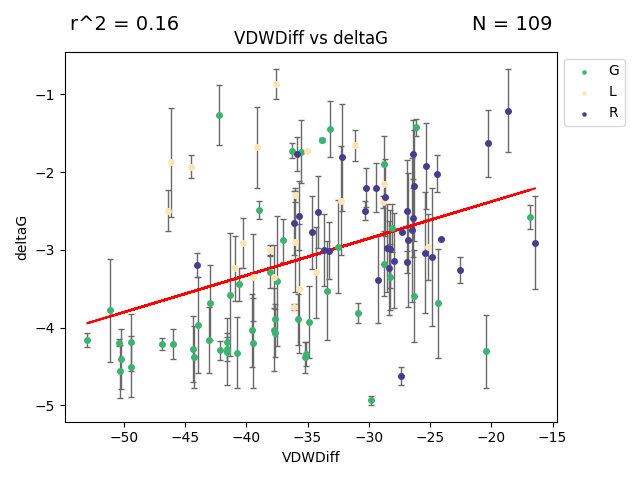 r^2 = 0.16
N = 109
VDWDiff vs deltaG
G
L
R
deltaG
−1
−2
−3
−4
−5
−50
−45
−40
−35
−30
−25
−20
−15
VDWDiff